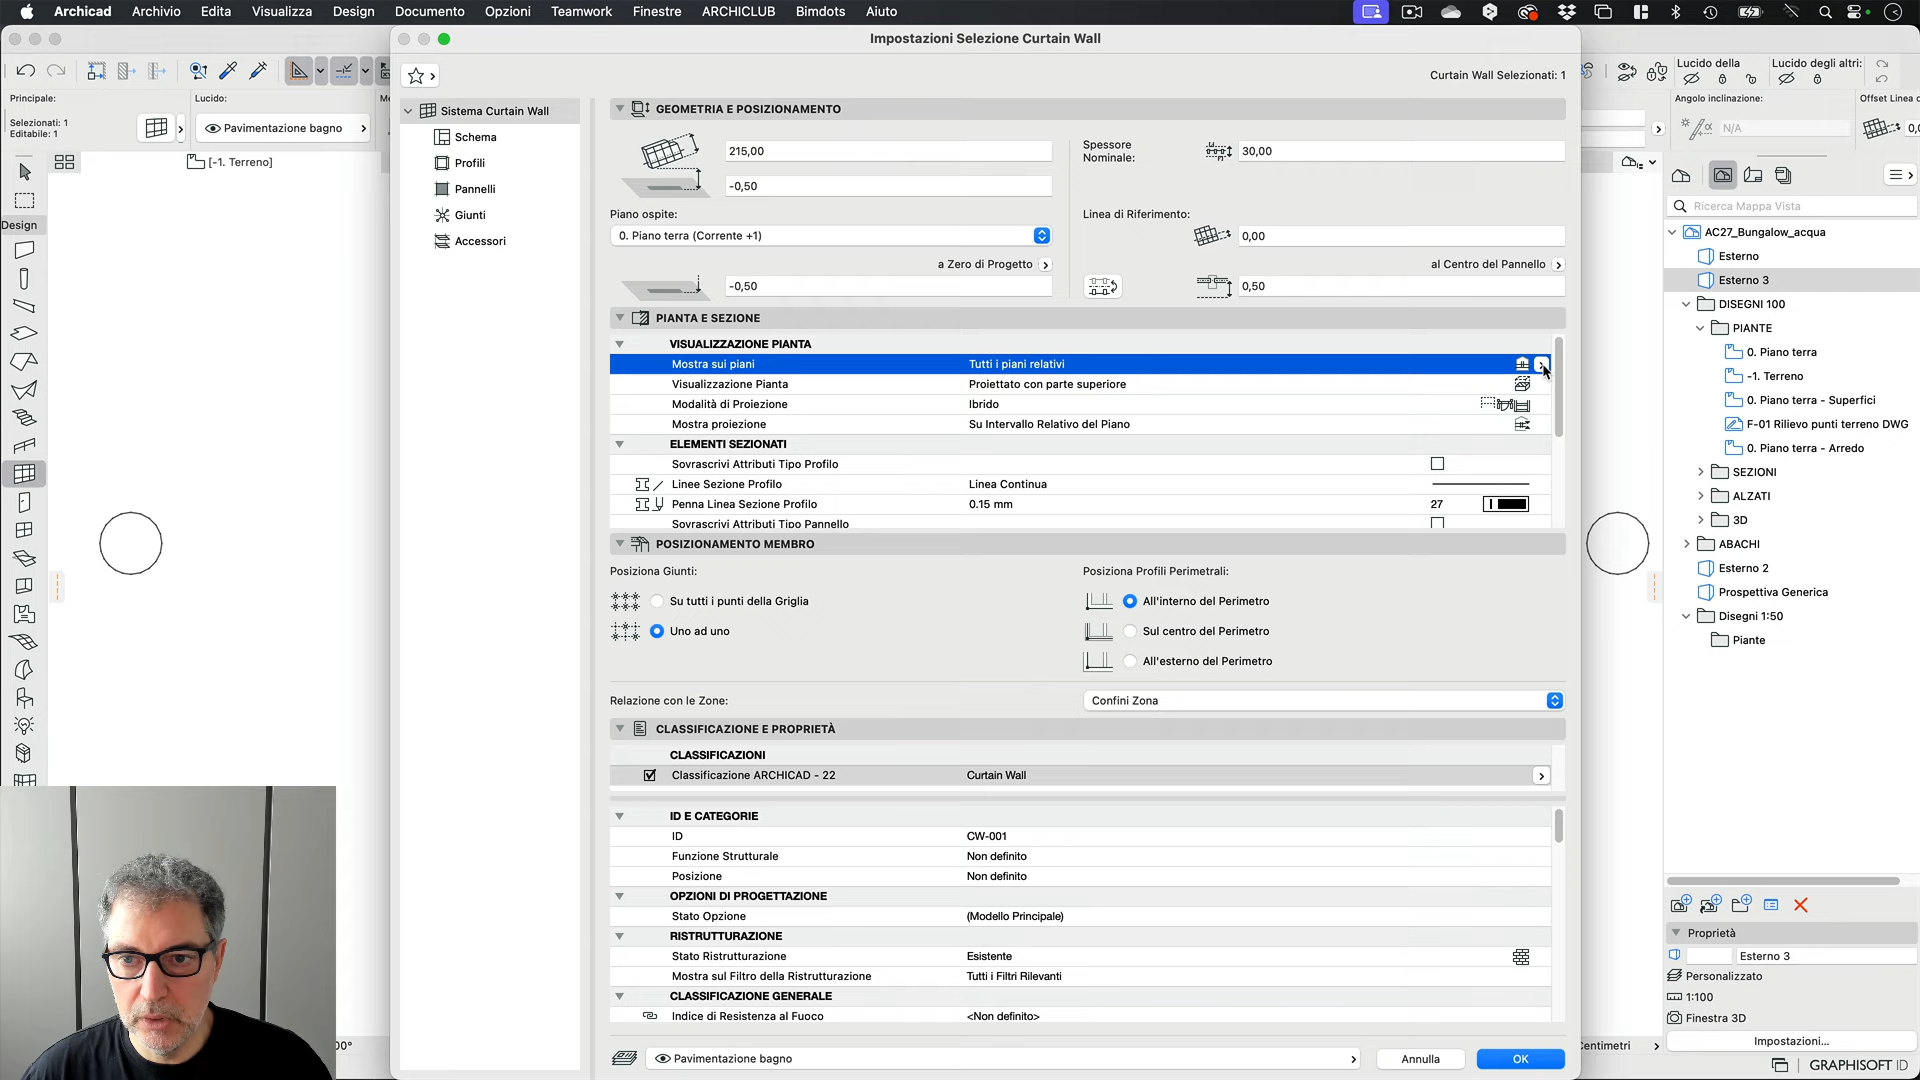 Archicad Archivio Edita Visualizza Design Documento Opzioni Teamwork Finestre ARCHICLUB Bimdots Aiuto
Impostazioni Selezione Curtain Wall
Curtain Wall Selezionati: 1
Principale:
Selezionati: 1
Editabile: 1
Lucido:
Pavimentazione bagno
[-1. Terreno]
Design
Sistema Curtain Wall
Schema
Profili
Pannelli
Giunti
Accessori
GEOMETRIA E POSIZIONAMENTO
215,00
-0,50
Spessore
Nominale:
30,00
Piano ospite:
0. Piano terra (Corrente +1)
Linea di Riferimento:
0,00
a Zero di Progetto
al Centro del Pannello
-0,50
0,50
PIANTA E SEZIONE
VISUALIZZAZIONE PIANTA
Mostra sui piani Tutti i piani relativi
Visualizzazione Pianta Proiettato con parte superiore
Modalità di Proiezione Ibrido
Mostra proiezione Su Intervallo Relativo del Piano
ELEMENTI SEZIONATI
Sovrascrivi Attributi Tipo Profilo
Linee Sezione Profilo Linea Continua
Penna Linea Sezione Profilo 0.15 mm 27
Sovrascrivi Attributi Tipo Pannello
POSIZIONAMENTO MEMBRO
Posiziona Giunti:
Su tutti i punti della Griglia
Uno ad uno
Posiziona Profili Perimetrali:
All'interno del Perimetro
Sul centro del Perimetro
All'esterno del Perimetro
Relazione con le Zone:
Confini Zona
CLASSIFICAZIONE E PROPRIETÀ
CLASSIFICAZIONI
Classificazione ARCHICAD - 22 Curtain Wall
ID E CATEGORIE
ID CW-001
Funzione Strutturale Non definito
Posizione Non definito
OPZIONI DI PROGETTAZIONE
Stato Opzione (Modello Principale)
RISTRUTTURAZIONE
Stato Ristrutturazione Esistente
Mostra sul Filtro della Ristrutturazione Tutti i Filtri Rilevanti
CLASSIFICAZIONE GENERALE
Indice di Resistenza al Fuoco <Non definito>
Pavimentazione bagno
Annulla
OK
Lucido della
Lucido degli altri:
Angolo inclinazione:
N/A
Offset Linea
Ricerca Mappa Vista
AC27_Bungalow_acqua
Esterno
Esterno 3
DISEGNI 100
PIANTE
0. Piano terra
-1. Terreno
0. Piano terra - Superfici
F-01 Rilievo punti terreno DWG
0. Piano terra - Arredo
SEZIONI
ALZATI
3D
ABACHI
Esterno 2
Prospettiva Generica
Disegni 1:50
Piante
Proprietà
Esterno 3
Personalizzato
1:100
Finestra 3D
Impostazioni...
GRAPHISOFT ID